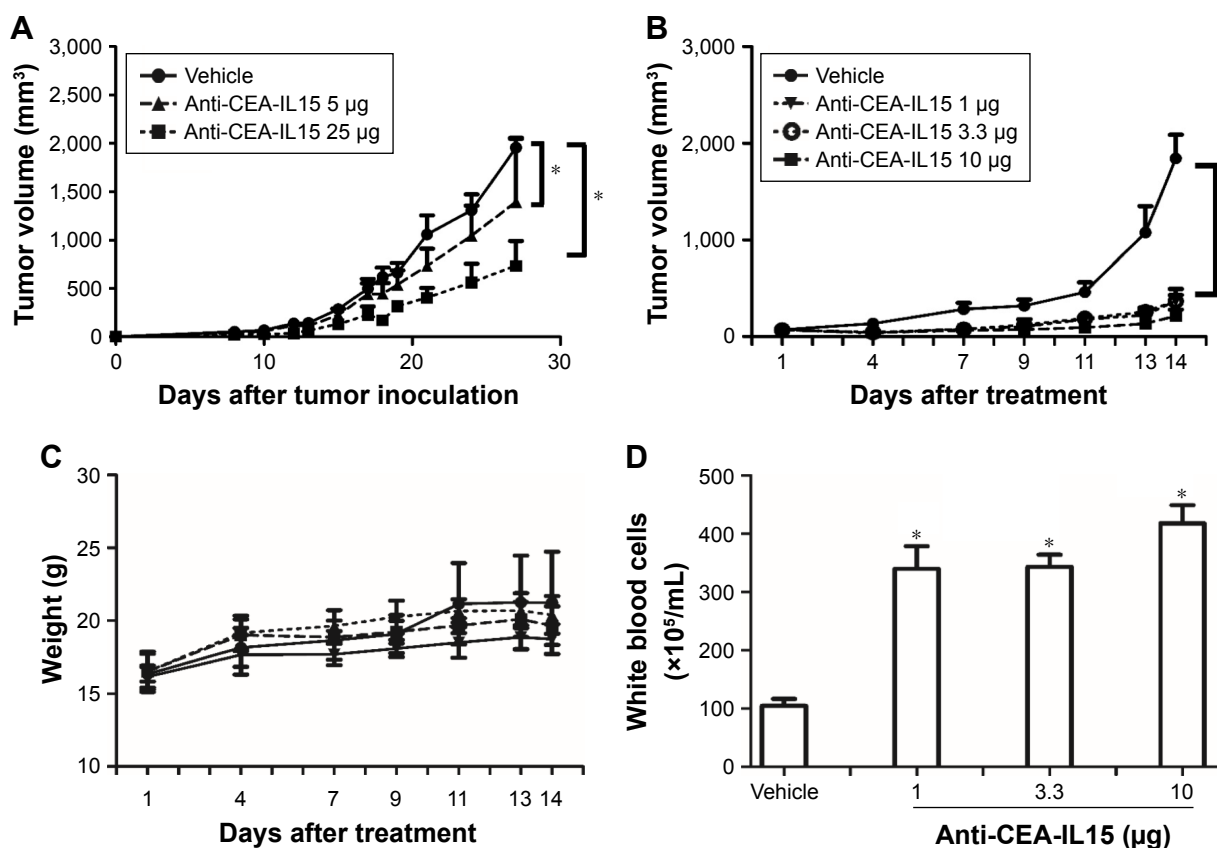 A
3,000
2,500
2,000
1,500
1,000
500
0
Tumor volume (mm³)
Vehicle
Anti-CEA-IL15 5 µg
Anti-CEA-IL15 25 µg
*
*
0 10 20 30
Days after tumor inoculation
B
3,000
2,000
1,000
0
Tumor volume (mm³)
Vehicle
Anti-CEA-IL15 1 µg
Anti-CEA-IL15 3.3 µg
Anti-CEA-IL15 10 µg
1 4 7 9 11 13 14
Days after treatment
C
30
25
20
15
10
Weight (g)
1 4 7 9 11 13 14
Days after treatment
D
500
400
300
200
100
0
White blood cells
(×10⁵/mL)
* * *
Vehicle 1 3.3 10
Anti-CEA-IL15 (µg)